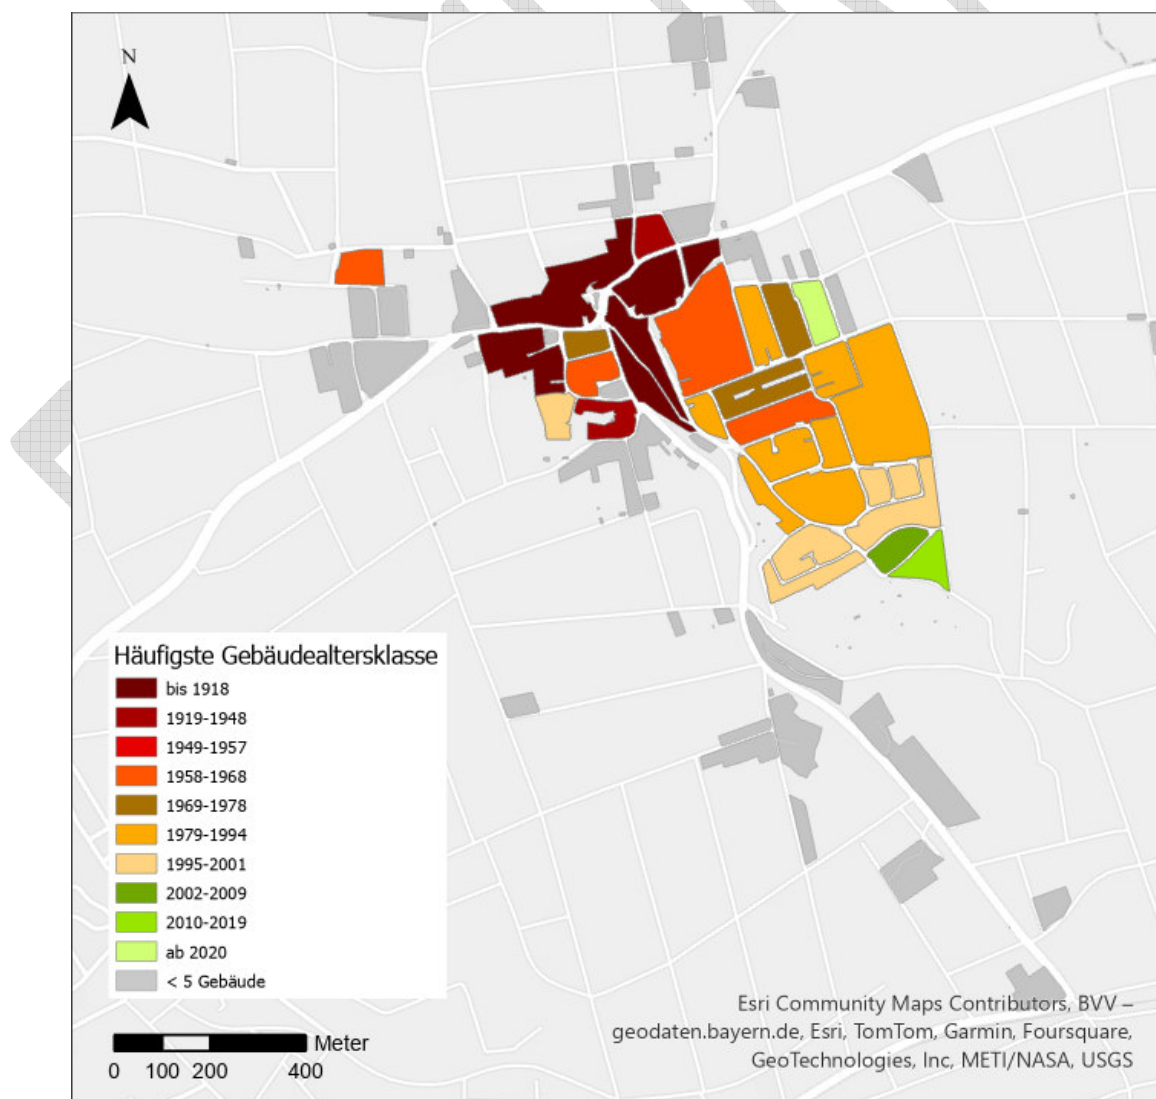 N
Häufigste Gebäudealtersklasse
bis 1918
1919-1948
1949-1957
1958-1968
1969-1978
1979-1994
1995-2001
2002-2009
2010-2019
ab 2020
< 5 Gebäude
Meter
0 100 200 400
Esri Community Maps Contributors, BVV –
geodaten.bayern.de, Esri, TomTom, Garmin, Foursquare,
GeoTechnologies, Inc, METI/NASA, USGS